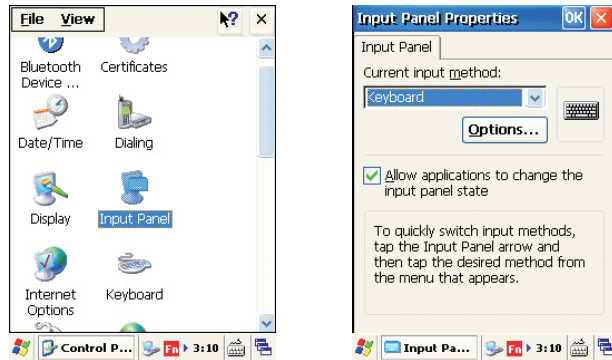 File View
Bluetooth Device ...
Certificates
Date/Time
Dialing
Display
Input Panel
Internet Options
Keyboard
Control P...
Fn
3:10
Input Panel Properties
OK
Input Panel
Current input method:
Keyboard
Options...
Allow applications to change the
input panel state
To quickly switch input methods,
tap the Input Panel arrow and
then tap the desired method from
the menu that appears.
Input Pa...
Fn
3:10